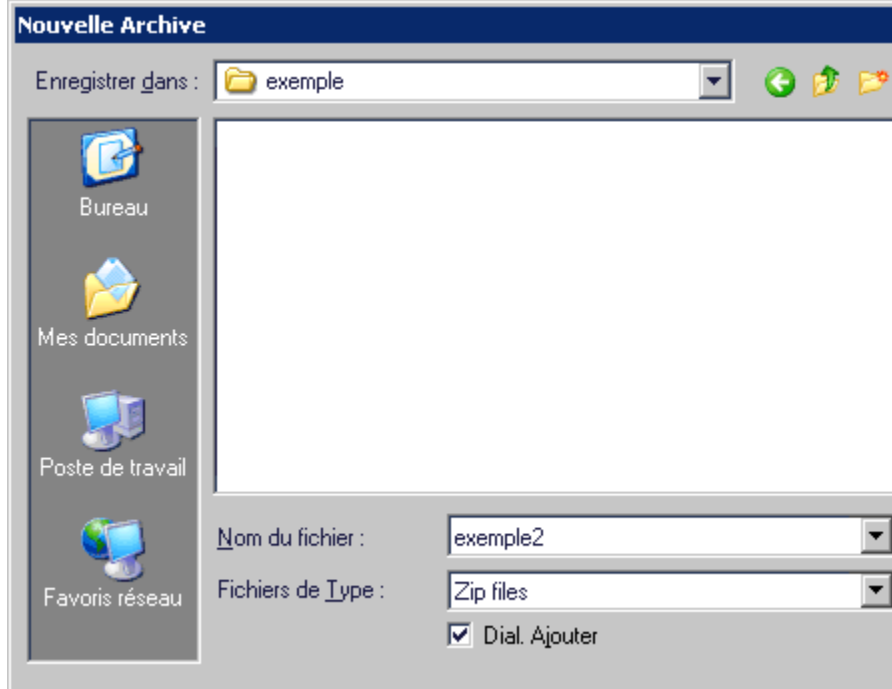 Nouvelle Archive
Enregistrer dans :
exemple
Bureau
Mes documents
Poste de travail
Favoris réseau
Nom du fichier :
exemple2
Fichiers de Type :
Zip files
Dial. Ajouter